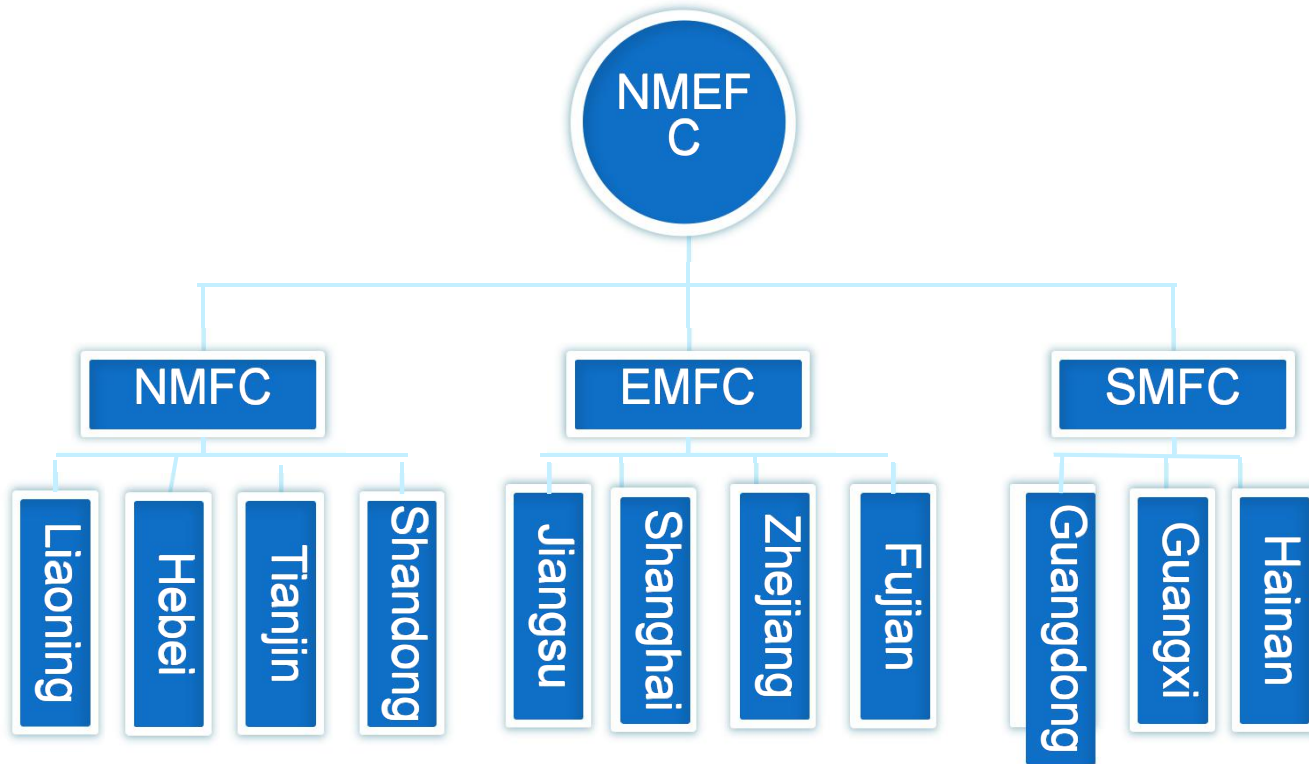 NMEF
C
NMFC
EMFC
SMFC
Liaoning
Hebei
Tianjin
Shandong
Jiangsu
Shanghai
Zhejiang
Fujian
Guangdong
Guangxi
Hainan